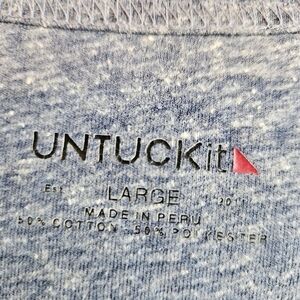 UNTUCKit
Est. LARGE 2011
MADE IN PERU
50% COTTON 50% POLYESTER